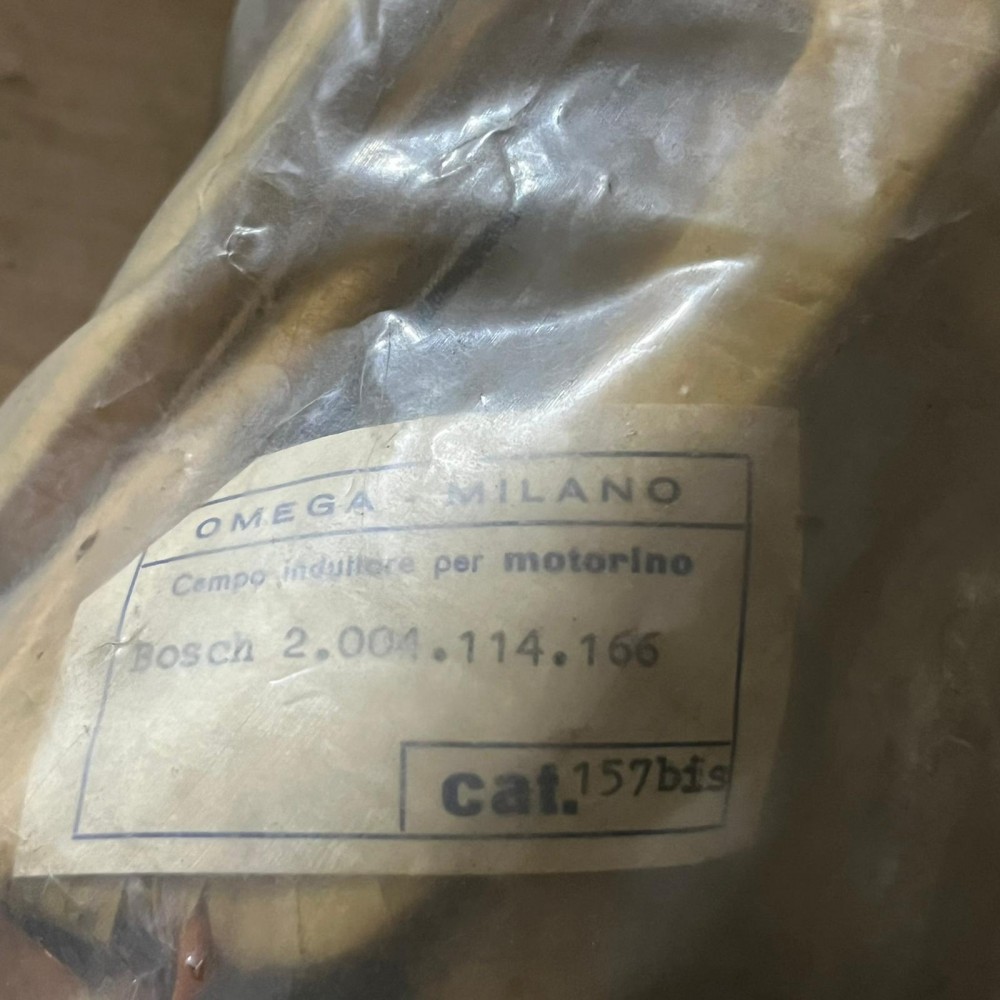 OMEGA - MILANO
Campo induttore per motorino
Bosch 2.004.114.166
cat. 157bis